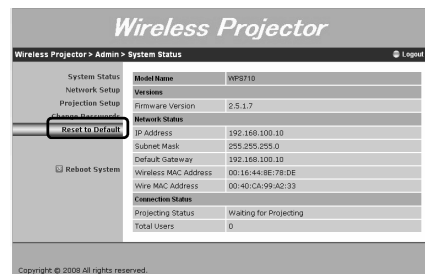 Wireless Projector
Wireless Projector > Admin > System Status
Logout
System Status
Network Setup
Projection Setup
Change Passwords
Reset to Default
Reboot System
Model Name WPS710
Versions
Firmware Version 2.5.1.7
Network Status
IP Address 192.168.100.10
Subnet Mask 255.255.255.0
Default Gateway 192.168.100.10
Wireless MAC Address 00:16:44:8E:78:DE
Wire MAC Address 00:40:CA:99:A2:33
Connection Status
Projecting Status Waiting for Projecting
Total Users 0
Copyright © 2008 All rights reserved.